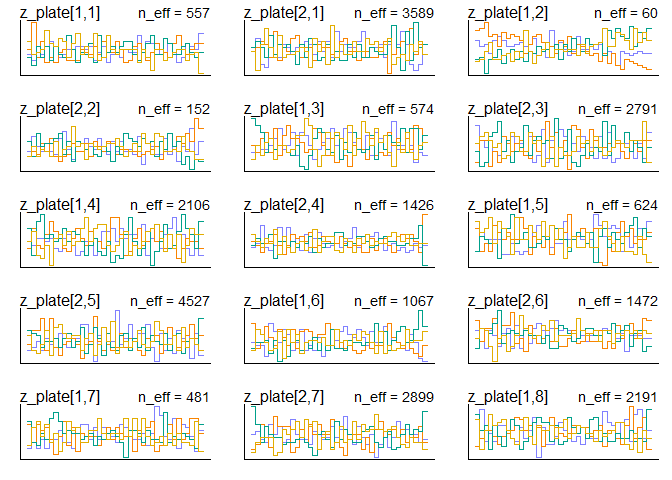 z_plate[1,1] n_eff = 557 z_plate[2,1] n_eff = 3589 z_plate[1,2] n_eff = 60
z_plate[2,2] n_eff = 152 z_plate[1,3] n_eff = 574 z_plate[2,3] n_eff = 2791
z_plate[1,4] n_eff = 2106 z_plate[2,4] n_eff = 1426 z_plate[1,5] n_eff = 624
z_plate[2,5] n_eff = 4527 z_plate[1,6] n_eff = 1067 z_plate[2,6] n_eff = 1472
z_plate[1,7] n_eff = 481 z_plate[2,7] n_eff = 2899 z_plate[1,8] n_eff = 2191